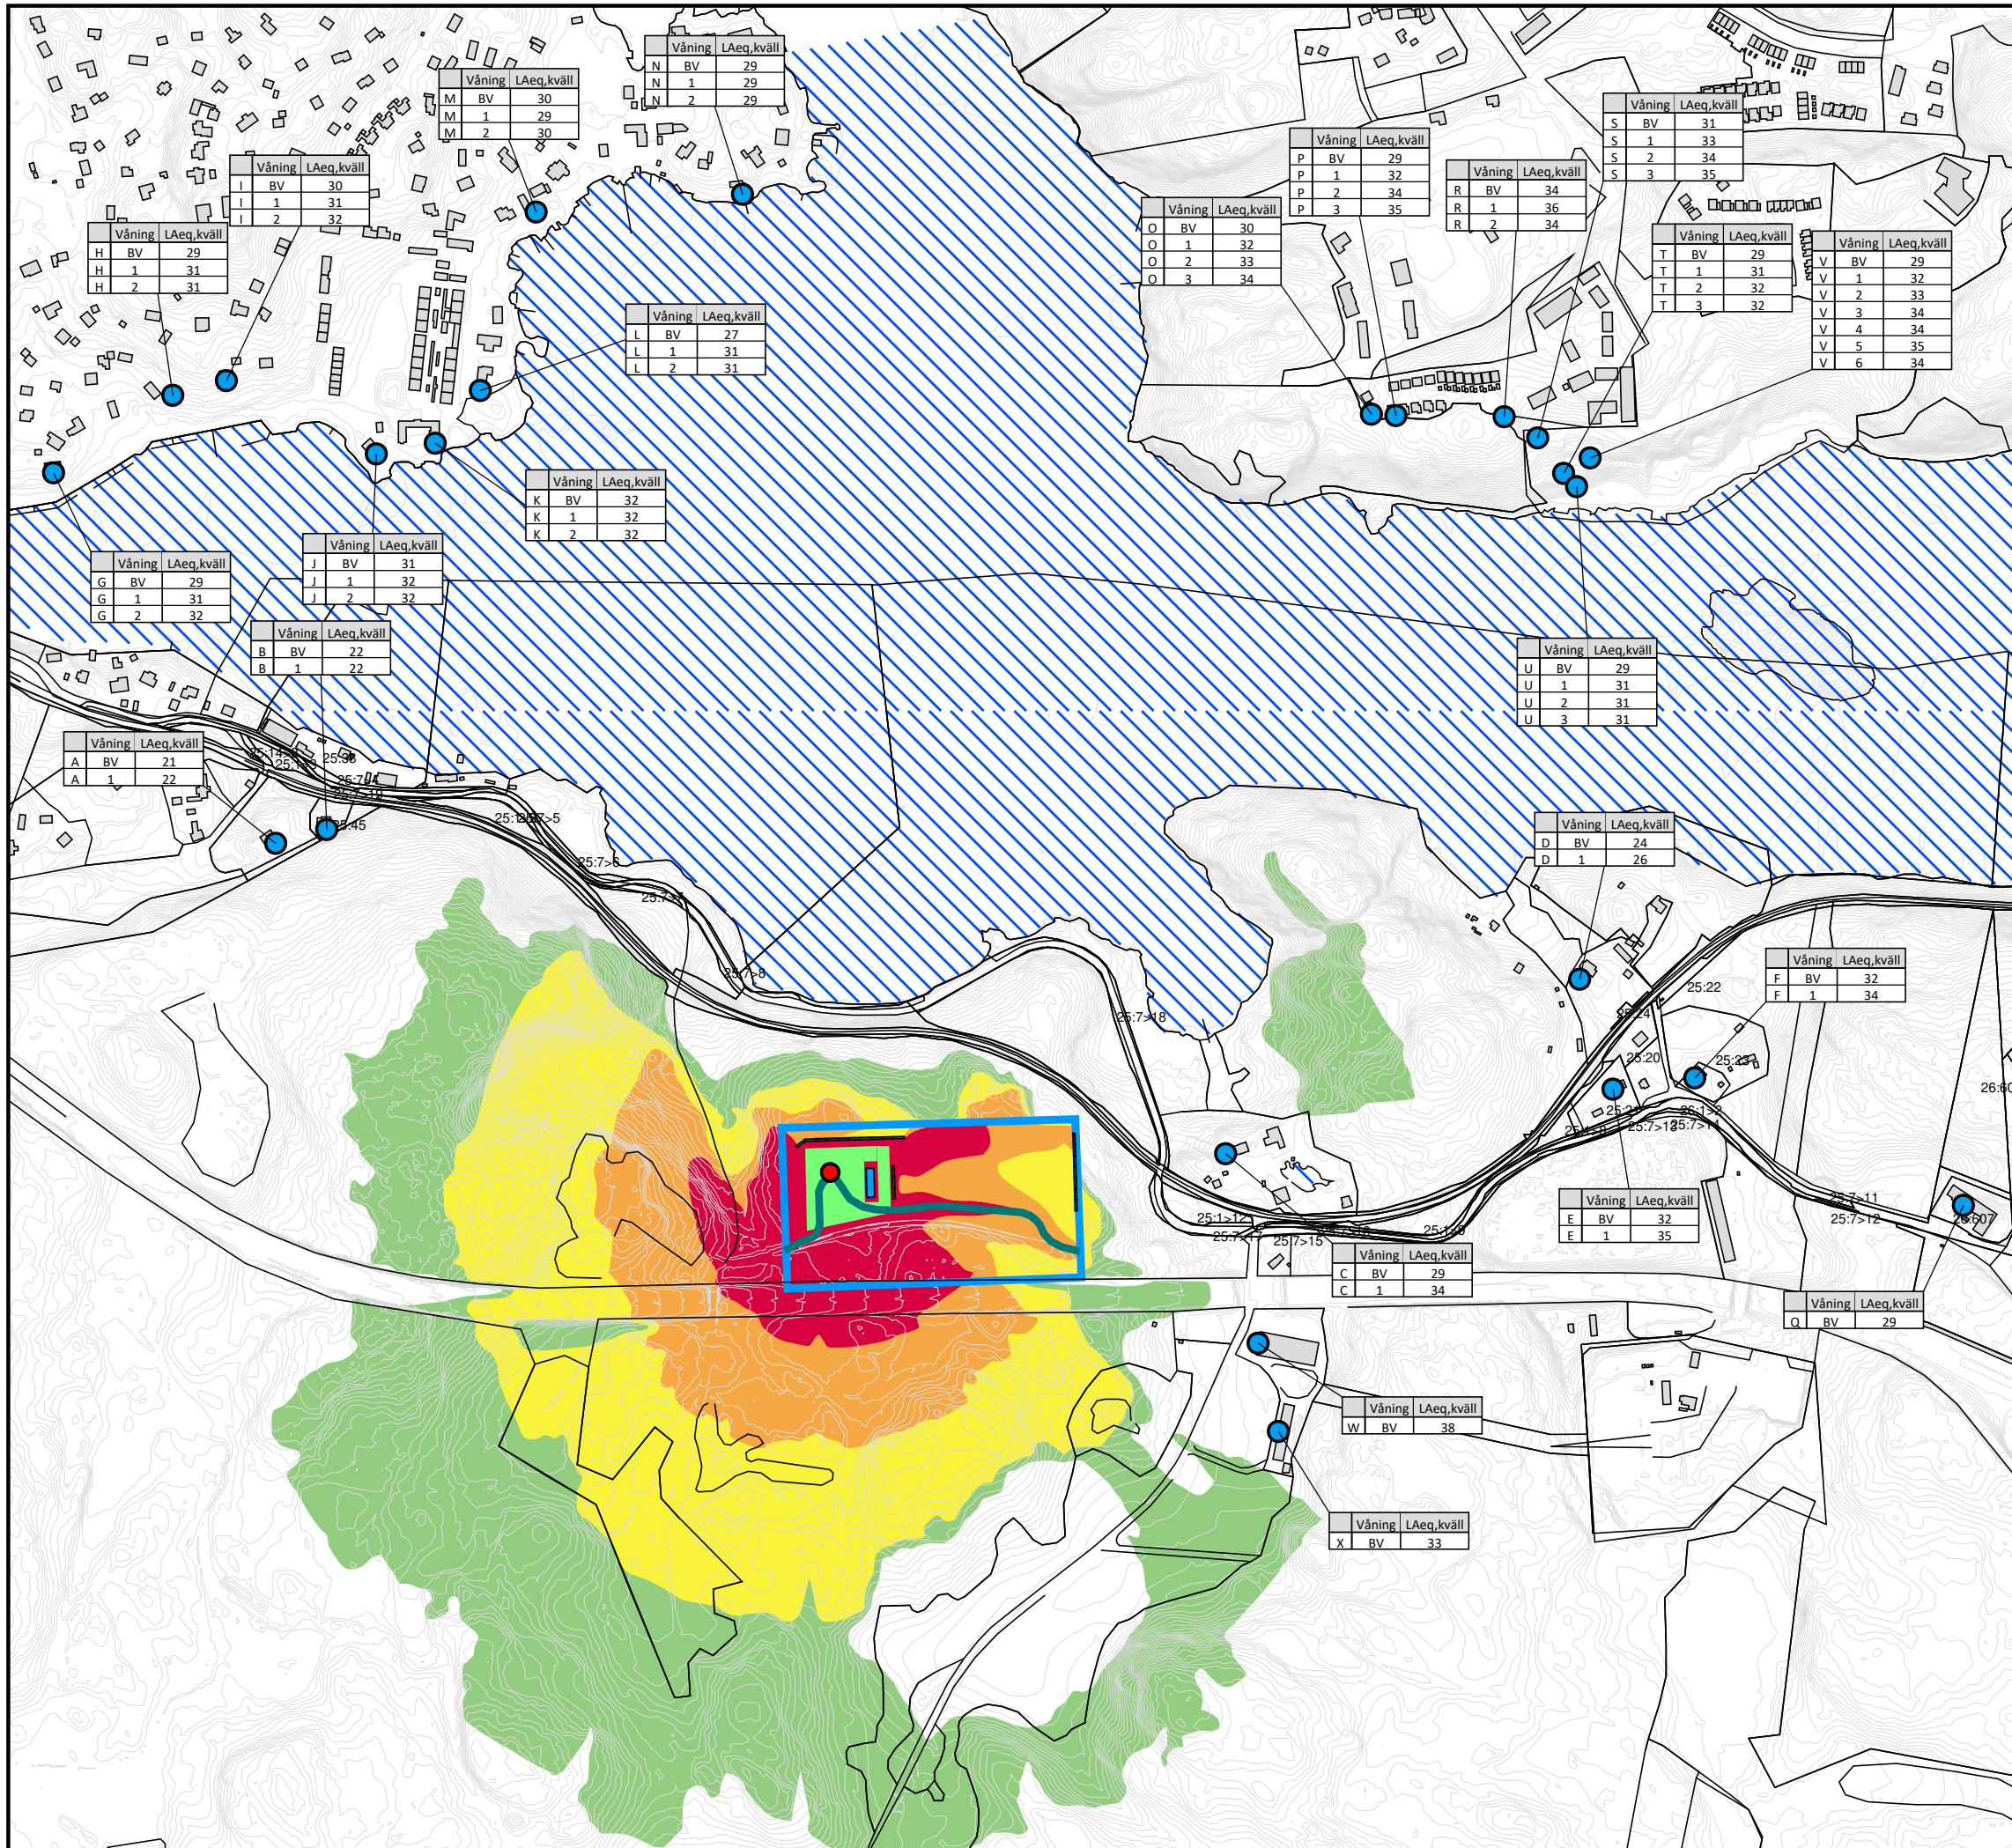 Våning LAeq,kväll
N BV 29
N 1 29
N 2 29
Våning LAeq,kväll
M BV 30
M 1 29
M 2 30
Våning LAeq,kväll
S BV 31
S 1 33
S 2 34
S 3 35
Våning LAeq,kväll
P BV 29
P 1 32
P 2 34
P 3 35
Våning LAeq,kväll
I BV 30
I 1 31
I 2 32
Våning LAeq,kväll
R BV 34
R 1 36
R 2 34
Våning LAeq,kväll
O BV 30
O 1 32
O 2 33
O 3 34
Våning LAeq,kväll
H BV 29
H 1 31
H 2 31
Våning LAeq,kväll
T BV 29
T 1 31
T 2 32
T 3 32
Våning LAeq,kväll
V BV 29
V 1 32
V 2 33
V 3 34
V 4 34
V 5 35
V 6 34
Våning LAeq,kväll
L BV 27
L 1 31
L 2 31
Våning LAeq,kväll
K BV 32
K 1 32
K 2 32
Våning LAeq,kväll
J BV 31
J 1 32
J 2 32
Våning LAeq,kväll
G BV 29
G 1 31
G 2 32
Våning LAeq,kväll
B BV 22
B 1 22
Våning LAeq,kväll
U BV 29
U 1 31
U 2 31
U 3 31
Våning LAeq,kväll
A BV 21
A 1 22
25:7>6
25:7>8
25:7>18
Våning LAeq,kväll
D BV 24
D 1 26
Våning LAeq,kväll
F BV 32
F 1 34
25:22
25:24
25:20
25:23
26:1>2
25:7>13
25:7>14
25:7>11
25:7>12
26:607
25:1>12
25:7>17
25:7>15
Våning LAeq,kväll
E BV 32
E 1 35
Våning LAeq,kväll
C BV 29
C 1 34
Våning LAeq,kväll
Q BV 29
Våning LAeq,kväll
W BV 38
Våning LAeq,kväll
X BV 33